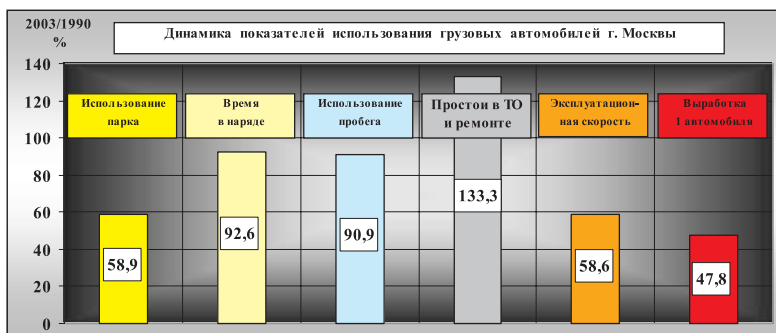 2003/1990
%
Динамика показателей использования грузовых автомобилей г. Москвы
140
120
100
80
60
40
20
0
Использование
парка
Время
в наряде
Использование
пробега
Простои в ТО
и ремонте
Эксплуатацион-
ная скорость
Выработка
1 автомобиля
58,9
92,6
90,9
133,3
58,6
47,8